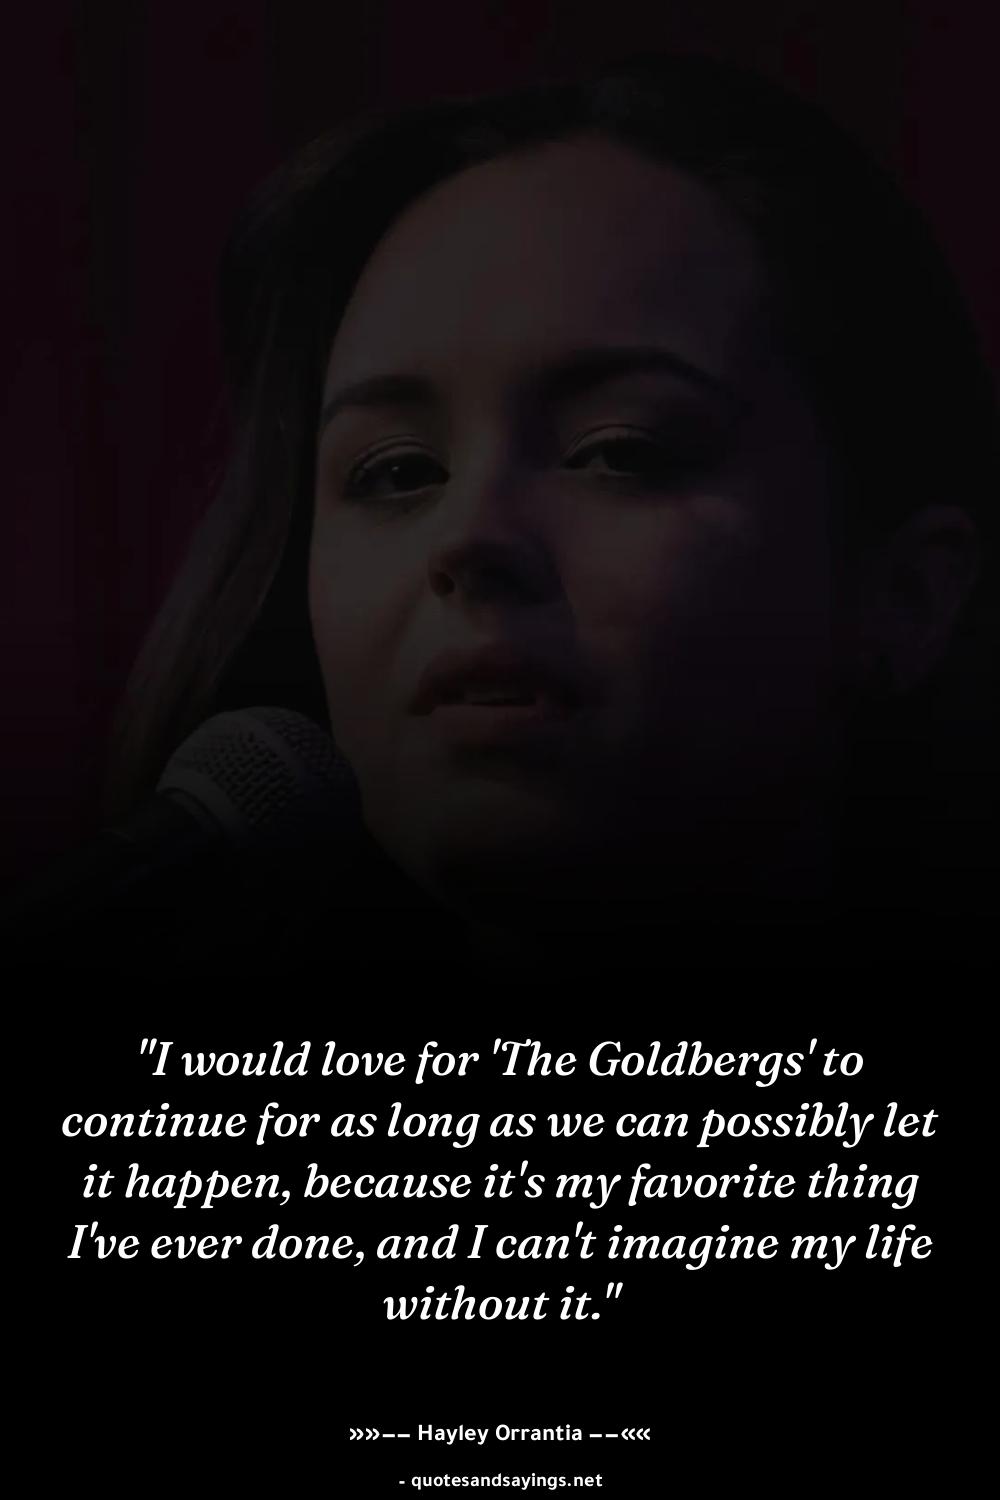 "I would love for 'The Goldbergs' to
continue for as long as we can possibly let
it happen, because it's my favorite thing
I've ever done, and I can't imagine my life
without it."
»»-- Hayley Orrantia --««
- quotesandsayings.net